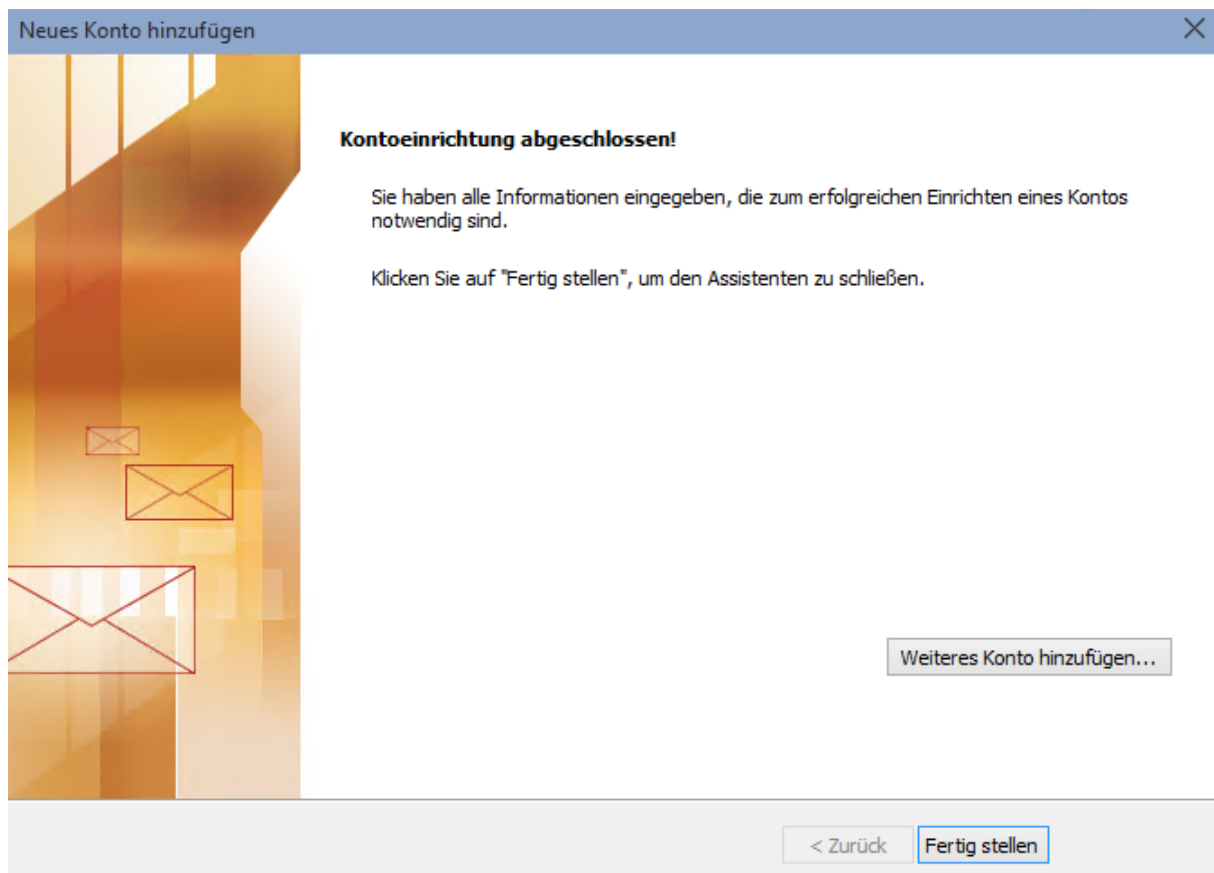 Neues Konto hinzufügen
Kontoeinrichtung abgeschlossen!
Sie haben alle Informationen eingegeben, die zum erfolgreichen Einrichten eines Kontos
notwendig sind.
Klicken Sie auf "Fertig stellen", um den Assistenten zu schließen.
Weiteres Konto hinzufügen...
< Zurück
Fertig stellen